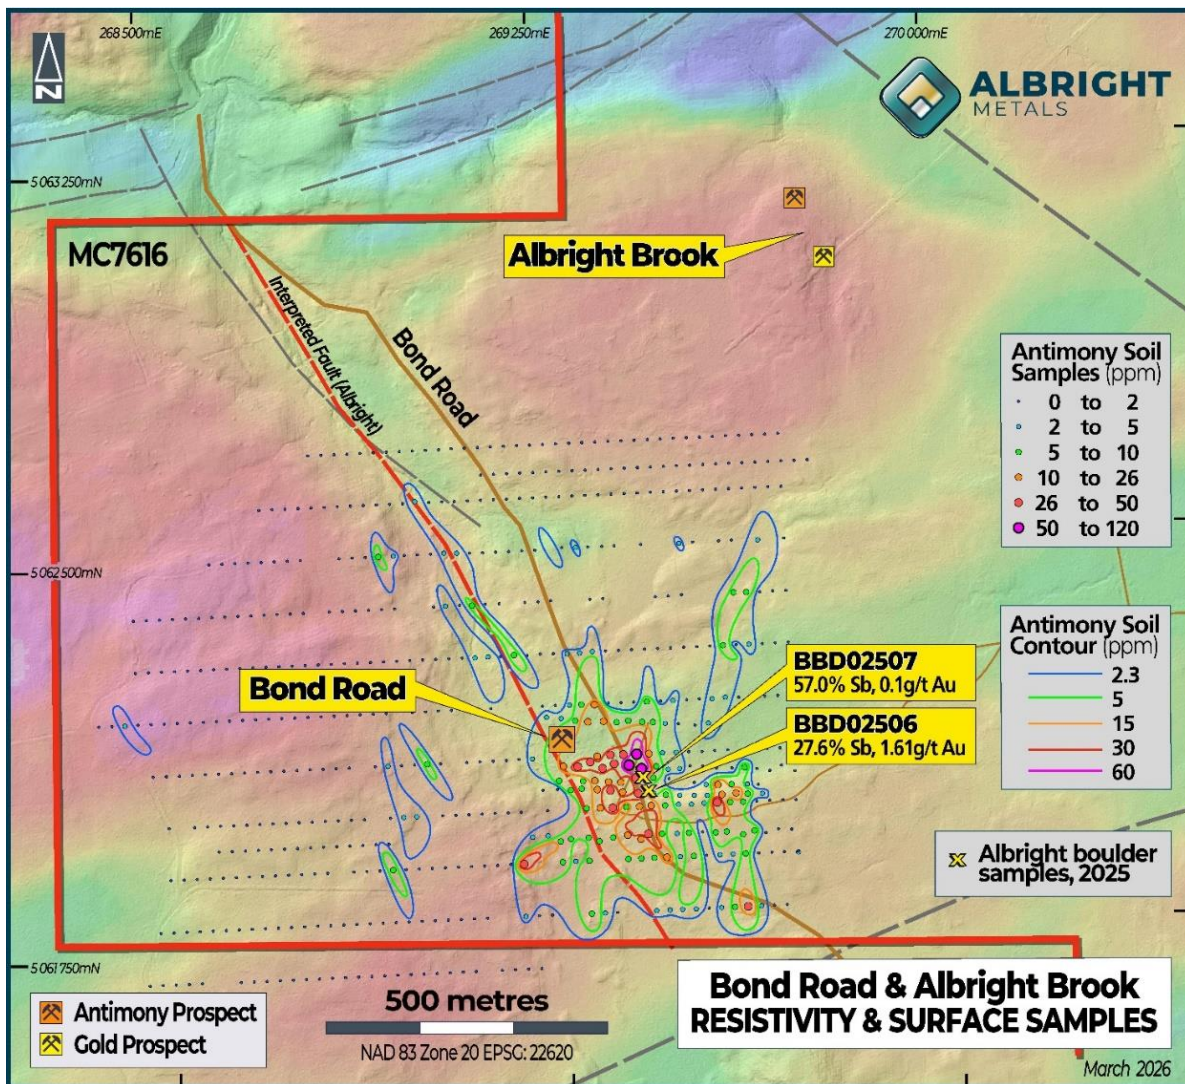 268 500mE
269 250mE
270 000mE
N
ALBRIGHT
METALS
5 063 250mN
MC7616
Albright Brook
Interpreted Fault (Albright)
Bond Road
Antimony Soil
Samples (ppm)
0 to 2
2 to 5
5 to 10
10 to 26
26 to 50
50 to 120
5 062 500mN
Antimony Soil
Contour (ppm)
2.3
5
15
30
60
BBD02507
57.0% Sb, 0.1g/t Au
Bond Road
BBD02506
27.6% Sb, 1.61g/t Au
Albright boulder
samples, 2025
5 061 750mN
Antimony Prospect
Gold Prospect
500 metres
NAD 83 Zone 20 EPSG: 22620
Bond Road & Albright Brook
RESISTIVITY & SURFACE SAMPLES
March 2026